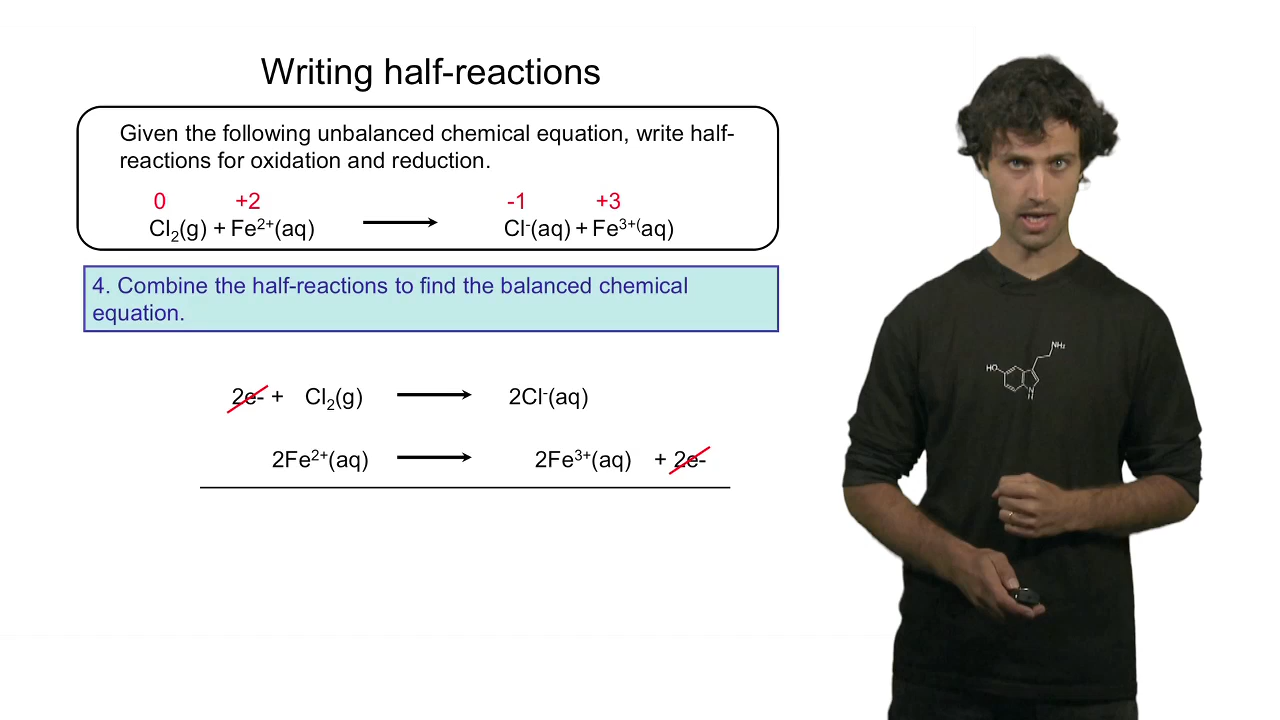 Writing half-reactions
Given the following unbalanced chemical equation, write half-
reactions for oxidation and reduction.
0 +2 -1 +3
Cl₂(g) + Fe²⁺(aq) ⟶ Cl⁻(aq) + Fe³⁺⁽aq)
4. Combine the half-reactions to find the balanced chemical
equation.
2e- + Cl₂(g) ⟶ 2Cl⁻(aq)
2Fe²⁺(aq) ⟶ 2Fe³⁺(aq) + 2e-
NH₂
HO
N
H